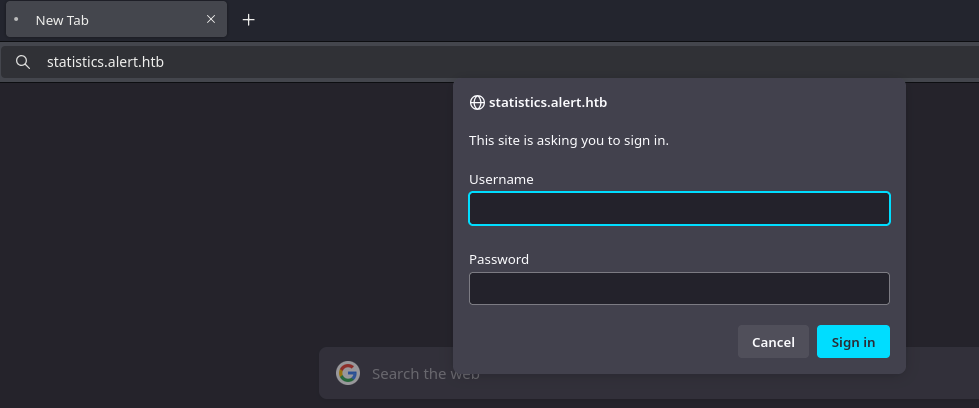 New Tab
statistics.alert.htb
statistics.alert.htb
This site is asking you to sign in.
Username
Password
Cancel Sign in
Search the web